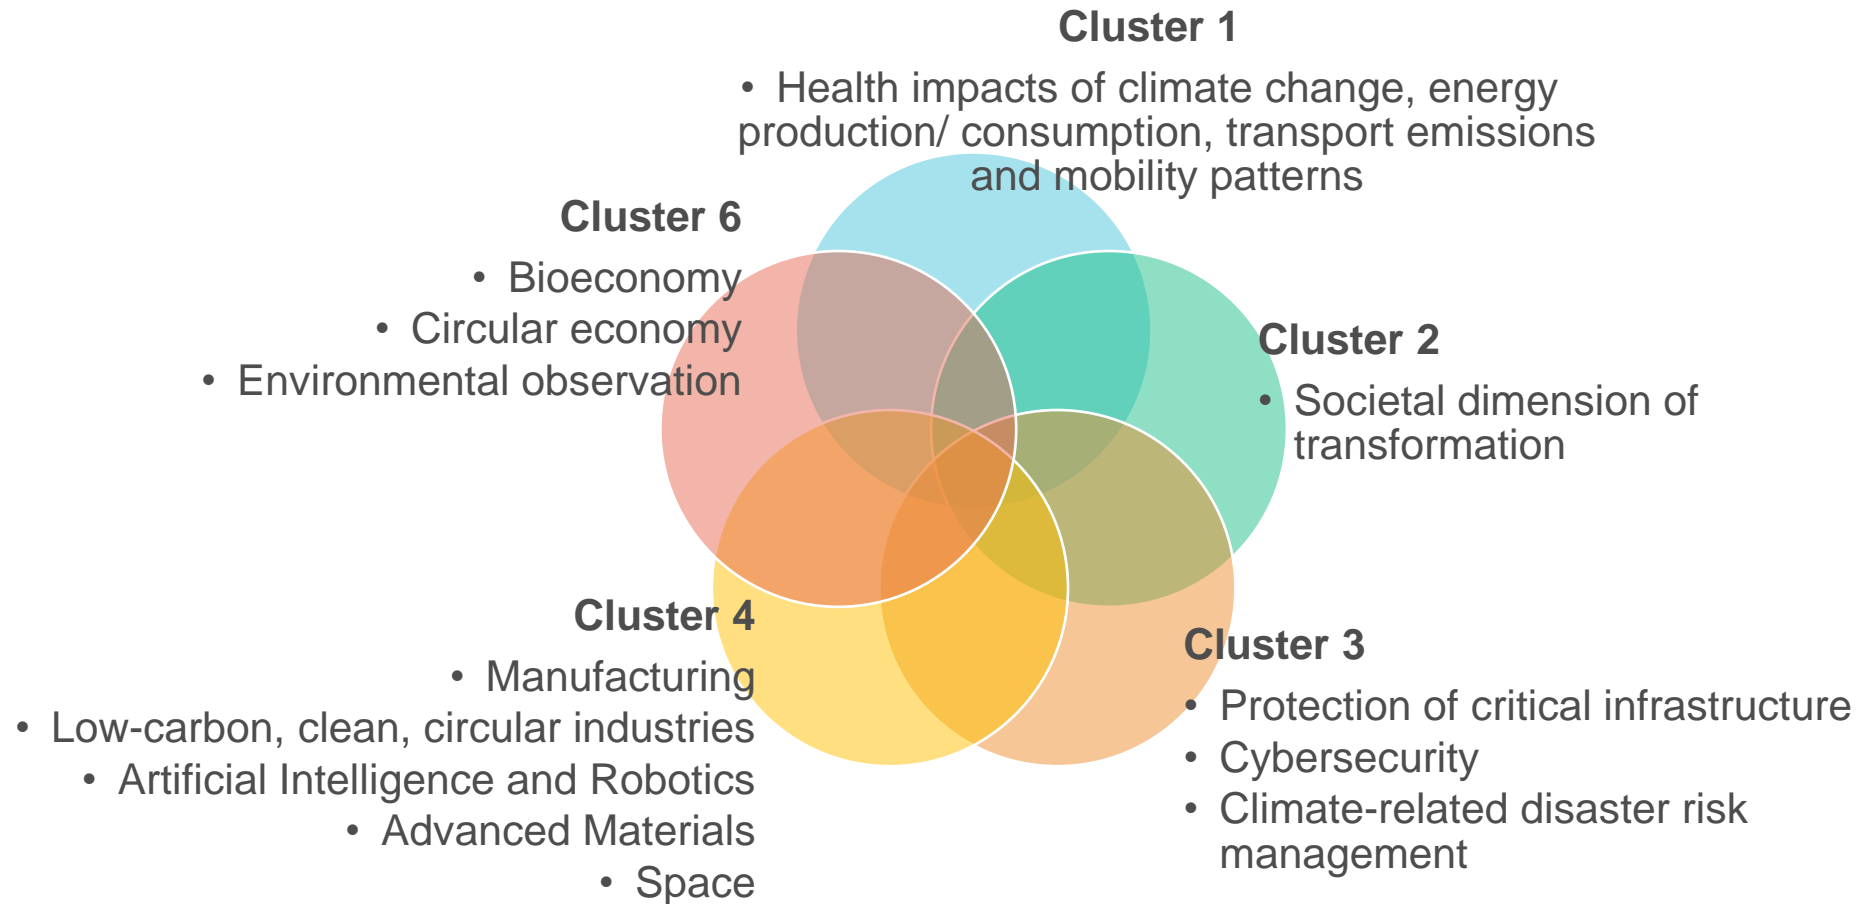 Cluster 1
• Health impacts of climate change, energy
production/ consumption, transport emissions
and mobility patterns
Cluster 6
• Bioeconomy
• Circular economy
• Environmental observation
Cluster 2
• Societal dimension of
transformation
Cluster 4
• Manufacturing
• Low-carbon, clean, circular industries
• Artificial Intelligence and Robotics
• Advanced Materials
• Space
Cluster 3
• Protection of critical infrastructure
• Cybersecurity
• Climate-related disaster risk
management